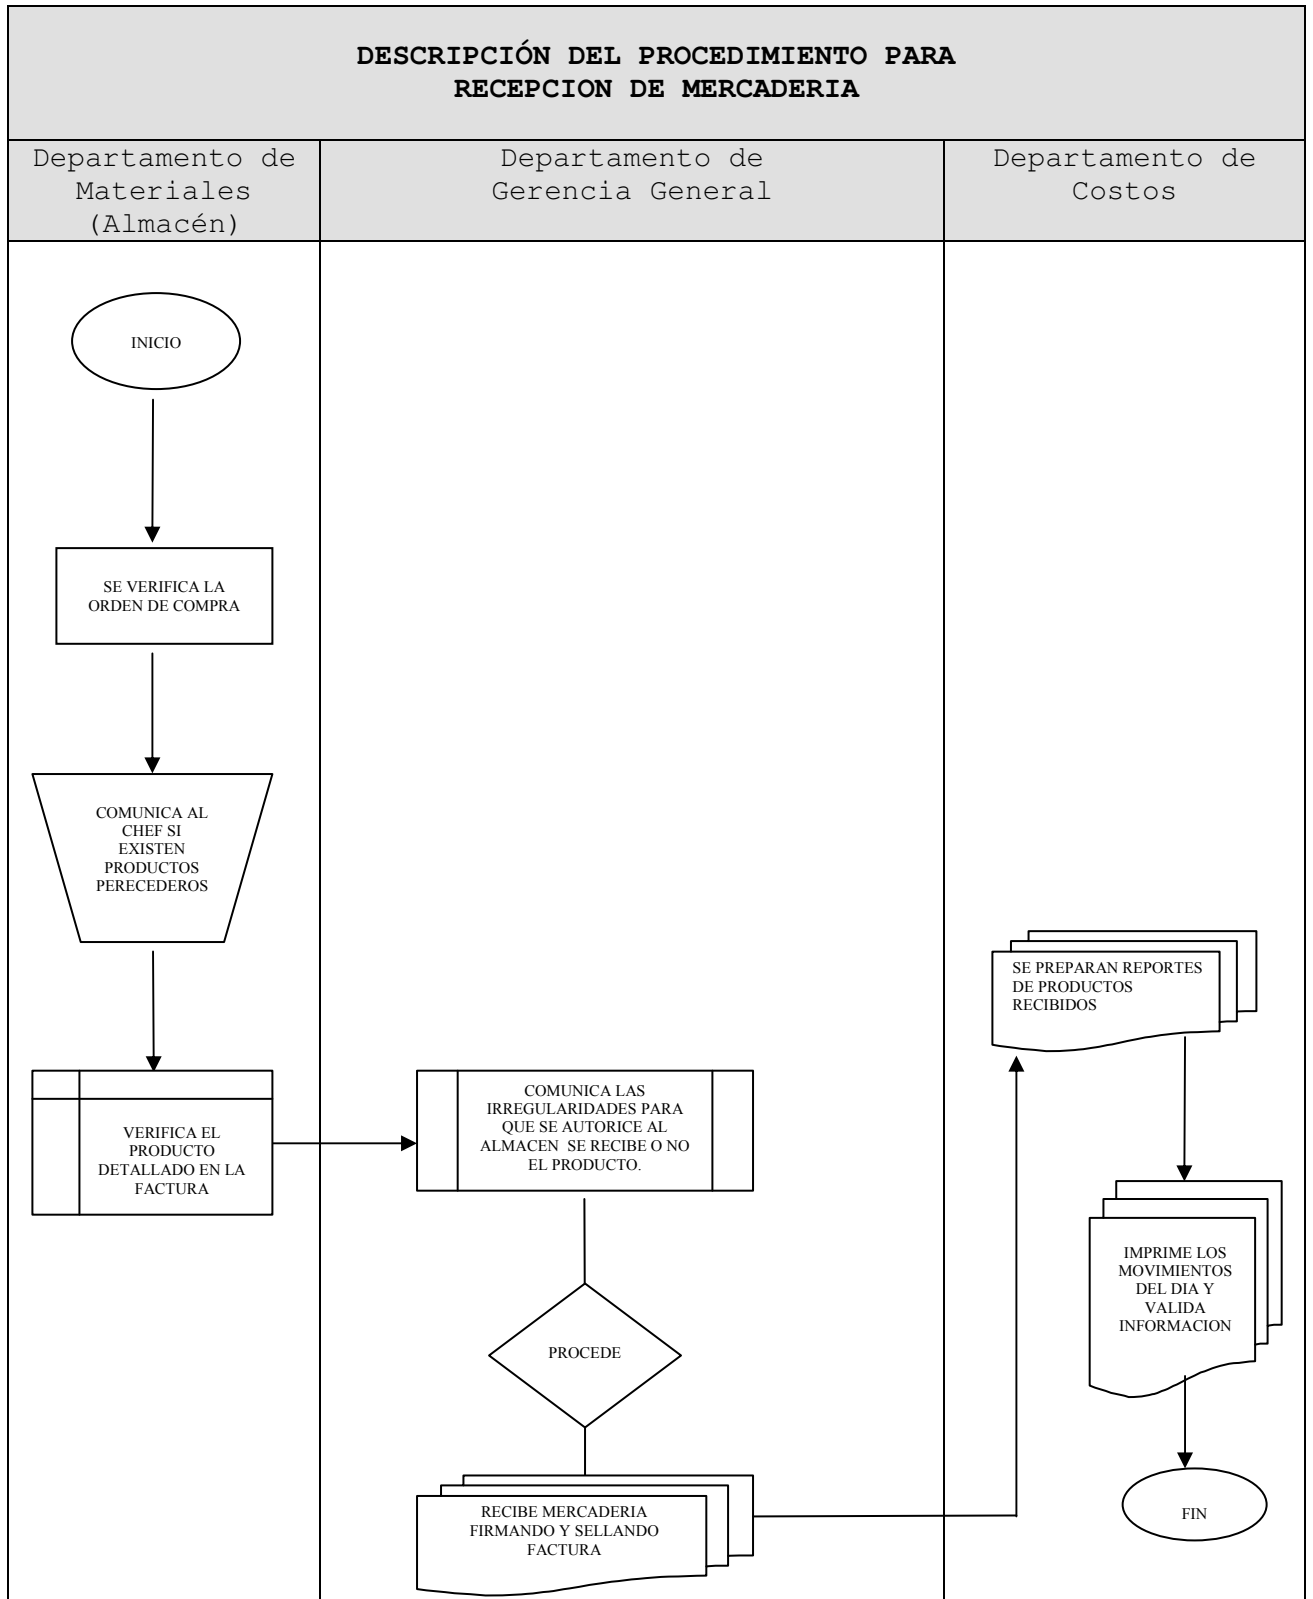 DESCRIPCIÓN DEL PROCEDIMIENTO PARA
RECEPCION DE MERCADERIA
Departamento de
Materiales
(Almacén)
Departamento de
Gerencia General
Departamento de
Costos
INICIO
SE VERIFICA LA
ORDEN DE COMPRA
COMUNICA AL
CHEF SI
EXISTEN
PRODUCTOS
PERECEDEROS
VERIFICA EL
PRODUCTO
DETALLADO EN LA
FACTURA
COMUNICA LAS
IRREGULARIDADES PARA
QUE SE AUTORICE AL
ALMACEN SE RECIBE O NO
EL PRODUCTO.
PROCEDE
RECIBE MERCADERIA
FIRMANDO Y SELLANDO
FACTURA
SE PREPARAN REPORTES
DE PRODUCTOS
RECIBIDOS
IMPRIME LOS
MOVIMIENTOS
DEL DIA Y
VALIDA
INFORMACION
FIN